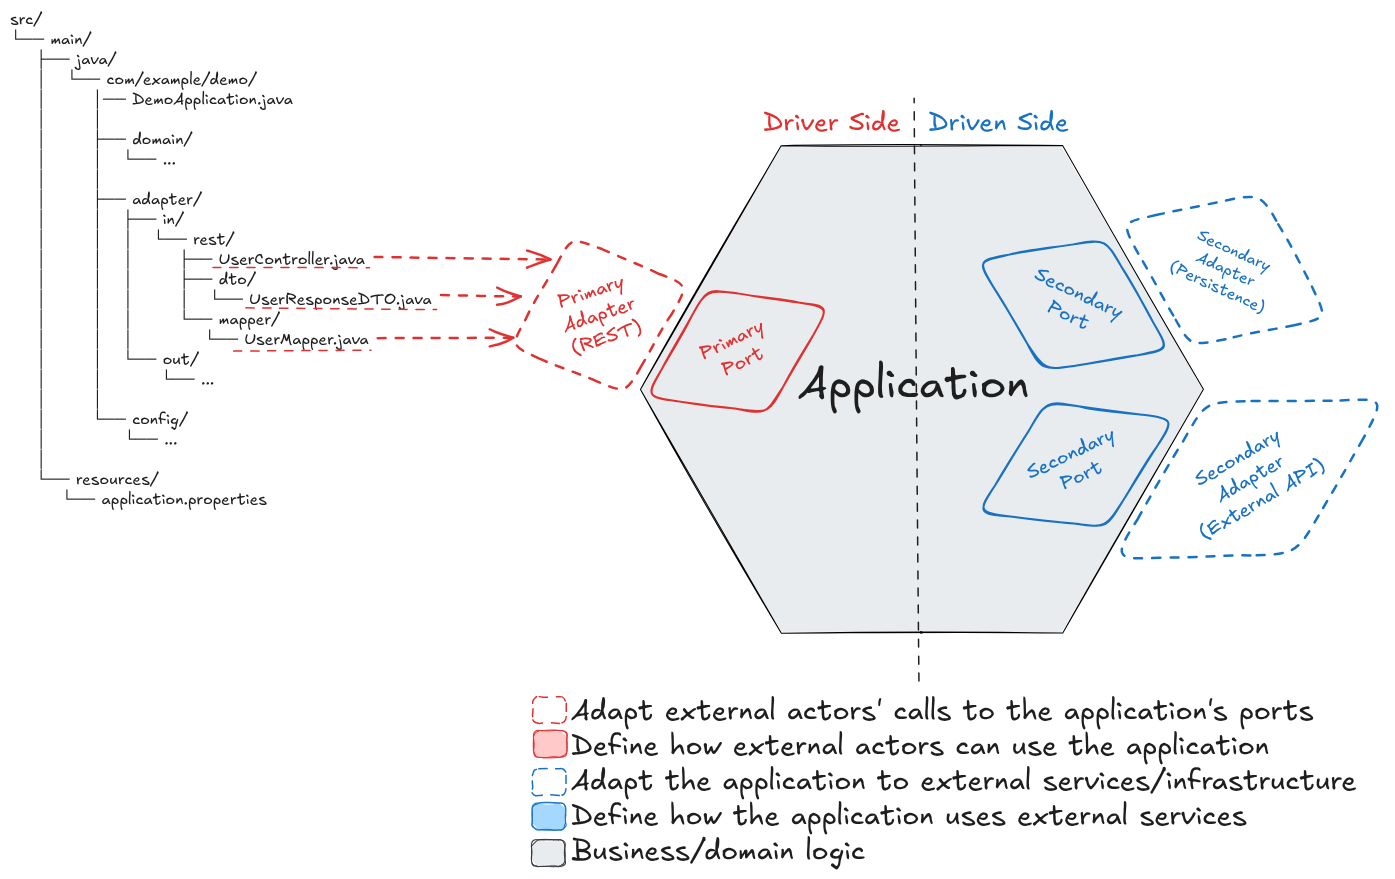 src/
main/
java/
com/example/demo/
DemoApplication.java
domain/
...
adapter/
in/
rest/
UserController.java
dto/
UserResponseDTO.java
mapper/
UserMapper.java
out/
...
config/
...
resources/
application.properties
Driver Side
Driven Side
Primary
Adapter
(REST)
Primary
Port
Application
Secondary
Port
Secondary
Adapter
(Persistence)
Secondary
Port
Secondary
Adapter
(External API)
Adapt external actors' calls to the application's ports
Define how external actors can use the application
Adapt the application to external services/infrastructure
Define how the application uses external services
Business/domain logic